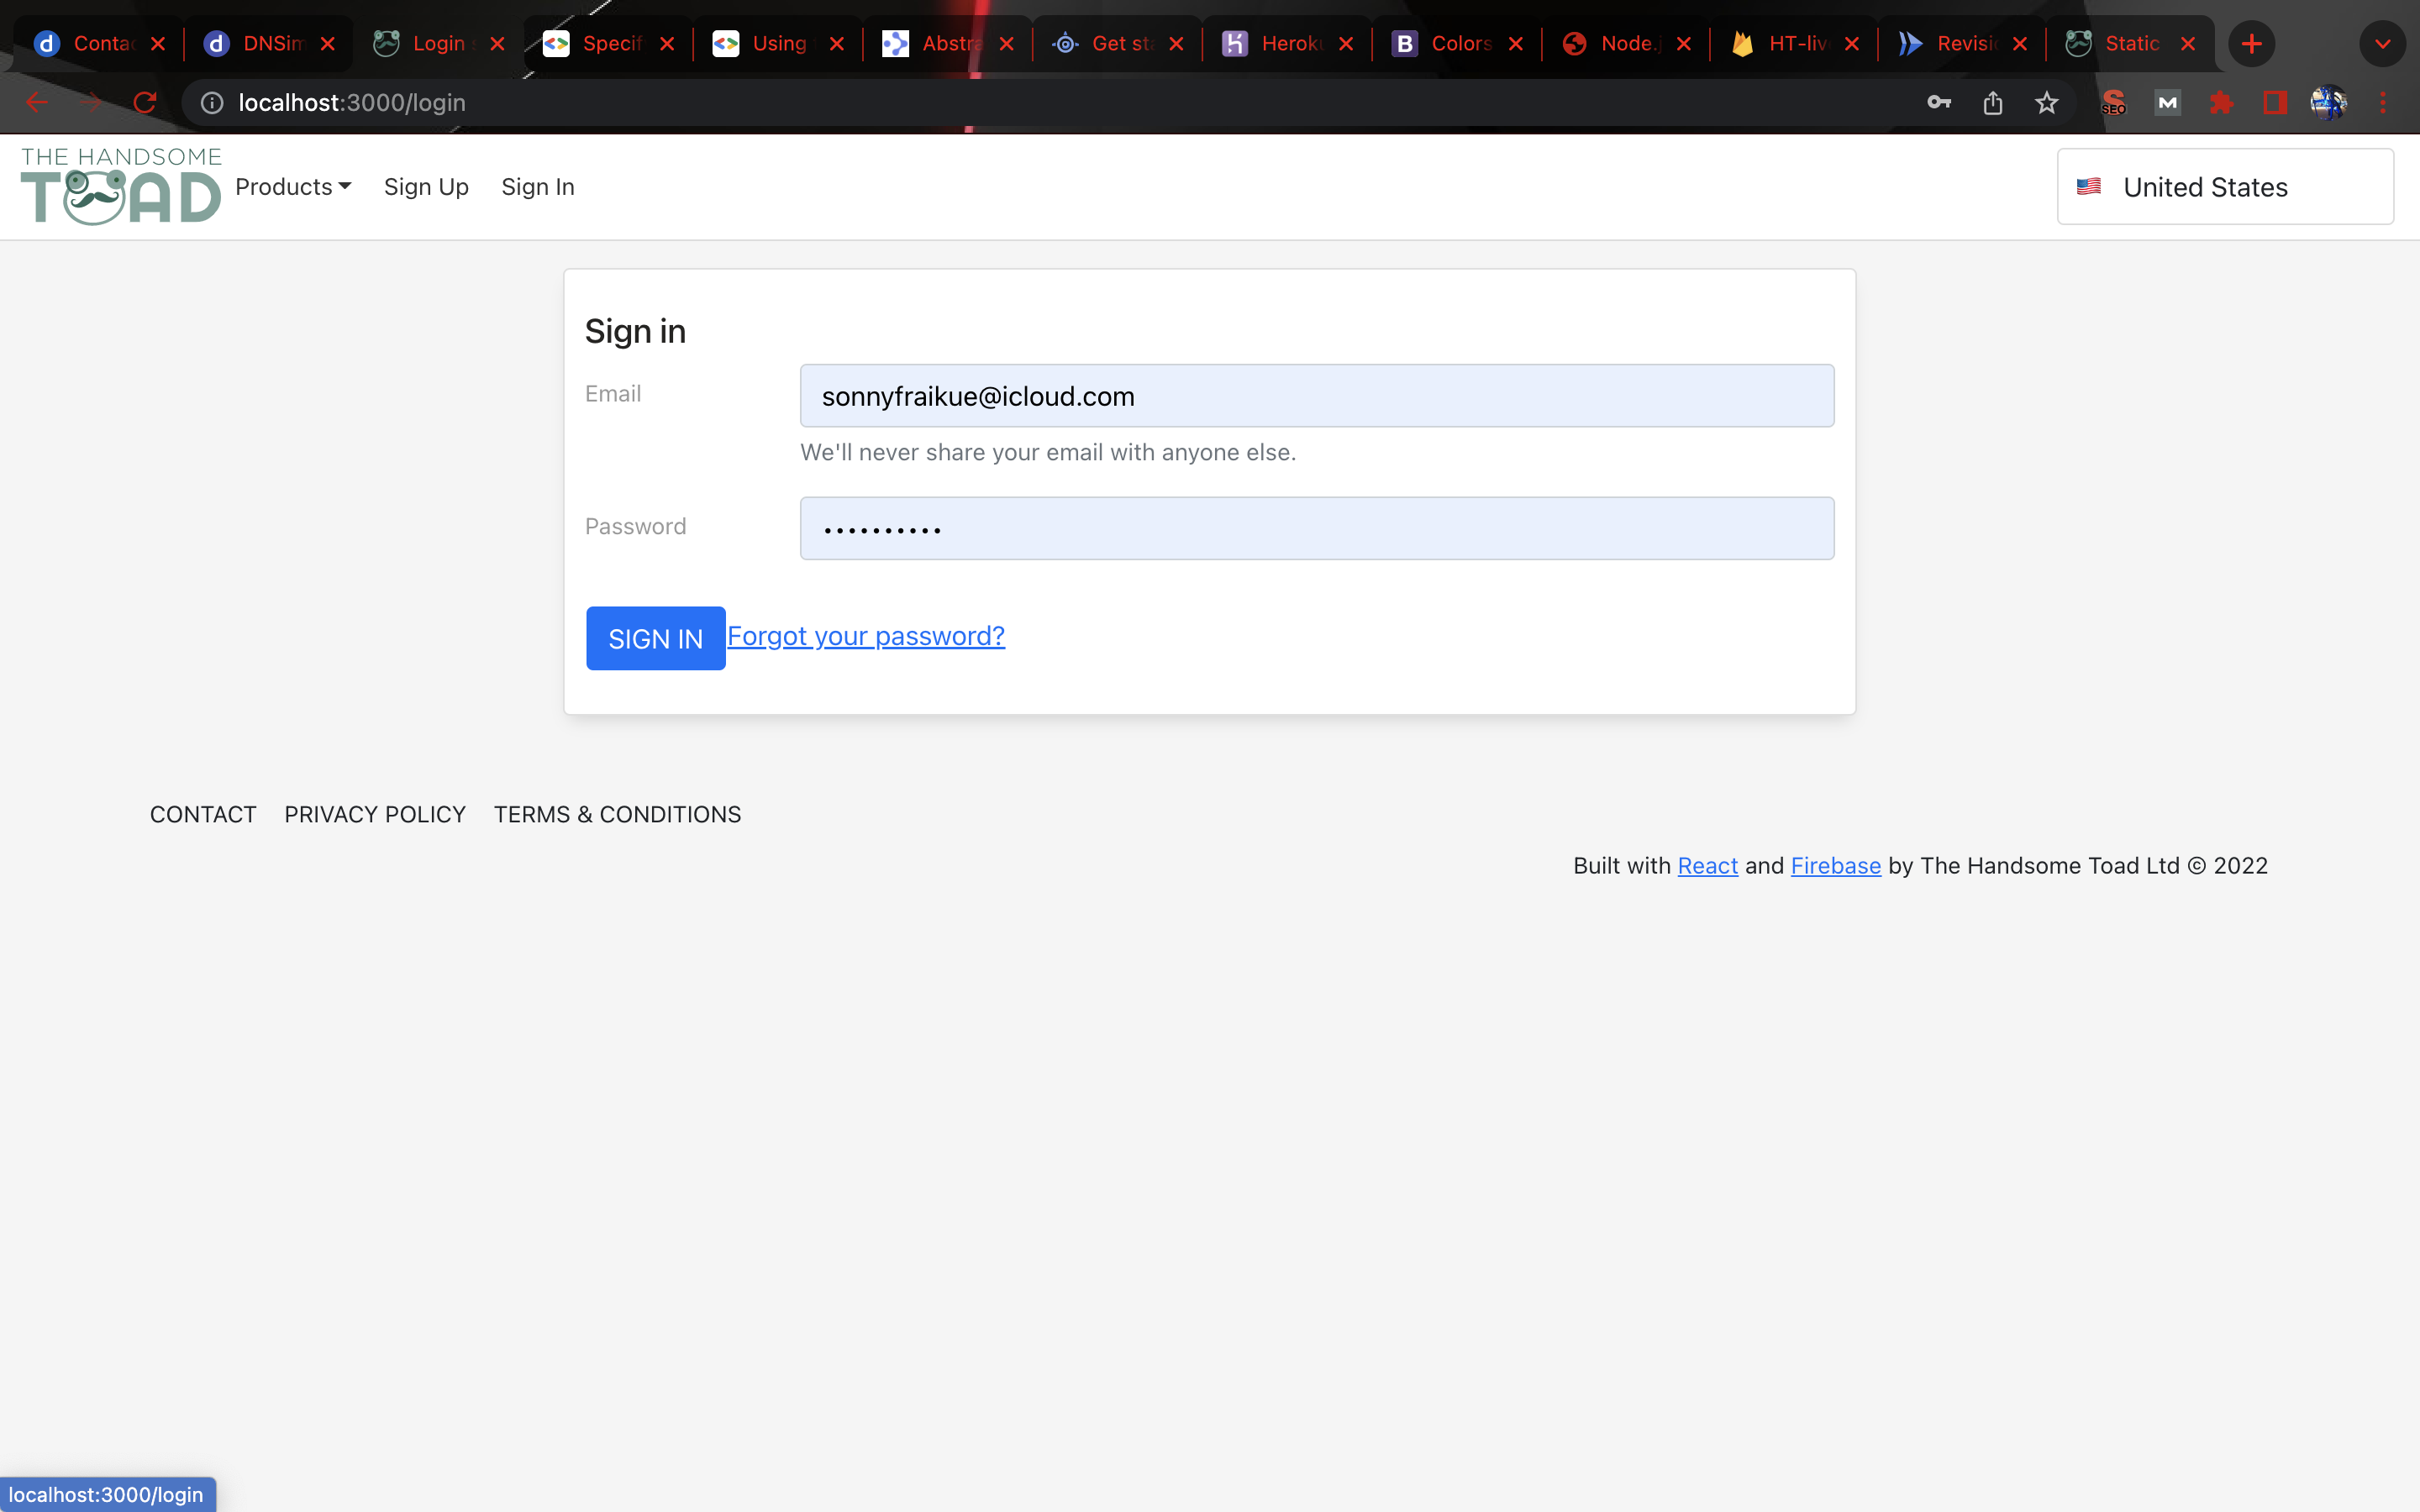 Conta DNSim Login Specif Using Abstra Get sta Heroku Colors Node.j HT-liv Revisi Static
localhost:3000/login
SEO
THE HANDSOME
TOAD
Products Sign Up Sign In
United States
Sign in
Email
sonnyfraikue@icloud.com
We'll never share your email with anyone else.
Password
••••••••••
SIGN IN Forgot your password?
CONTACT PRIVACY POLICY TERMS & CONDITIONS
Built with React and Firebase by The Handsome Toad Ltd © 2022
localhost:3000/login